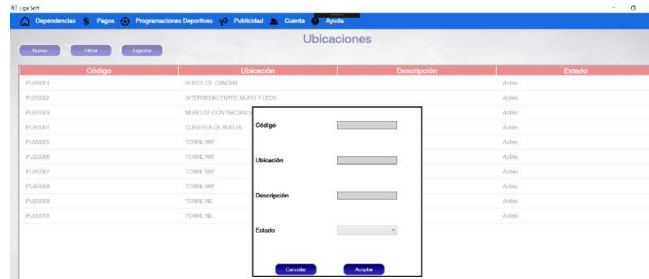 Liga Soft
Dependencias $ Pagos Programaciones Deportivas Publicidad Cuenta Ayuda
Ubicaciones
Nuevo Filtrar Exportar
Código Ubicación Descripción Estado
PUB0001 BORDE DE CANCHA Activo
PUB0002 INTERMEDIO ENTRE MURO Y LEDS Activo
PUB0003 MURO DE CONTENCION Activo
PUB0004 CUBIERTA DE Activo
PUB0005 TORRE NW Activo
PUB0006 TORRE NW Activo
PUB0007 TORRE NW Activo
PUB0008 TORRE NW Activo
PUB0009 TORRE NE Activo
PUB0010 TORRE NE Activo
Código
Ubicación
Descripción
Estado
Cancelar Aceptar